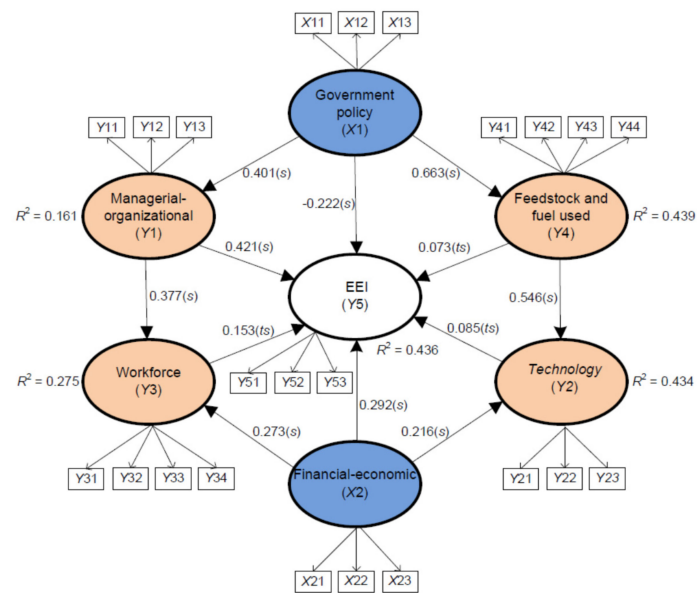 X11 X12 X13
Government
policy
(X1)
Y11 Y12 Y13
Y41 Y42 Y43 Y44
0.401(s)
0.663(s)
-0.222(s)
Managerial-
organizational
(Y1)
R² = 0.161
Feedstock and
fuel used
(Y4)
R² = 0.439
0.421(s)
0.073(ts)
EEI
(Y5)
0.377(s)
0.546(s)
0.153(ts)
0.085(ts)
R² = 0.436
Workforce
(Y3)
R² = 0.275
Y51 Y52 Y53
Technology
(Y2)
R² = 0.434
0.292(s)
0.273(s)
0.216(s)
Y31 Y32 Y33 Y34
Financial-economic
(X2)
Y21 Y22 Y23
X21 X22 X23